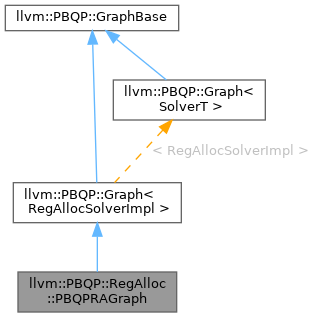 llvm::PBQP::GraphBase
llvm::PBQP::Graph<
SolverT >
< RegAllocSolverImpl >
llvm::PBQP::Graph<
RegAllocSolverImpl >
llvm::PBQP::RegAlloc
::PBQPRAGraph